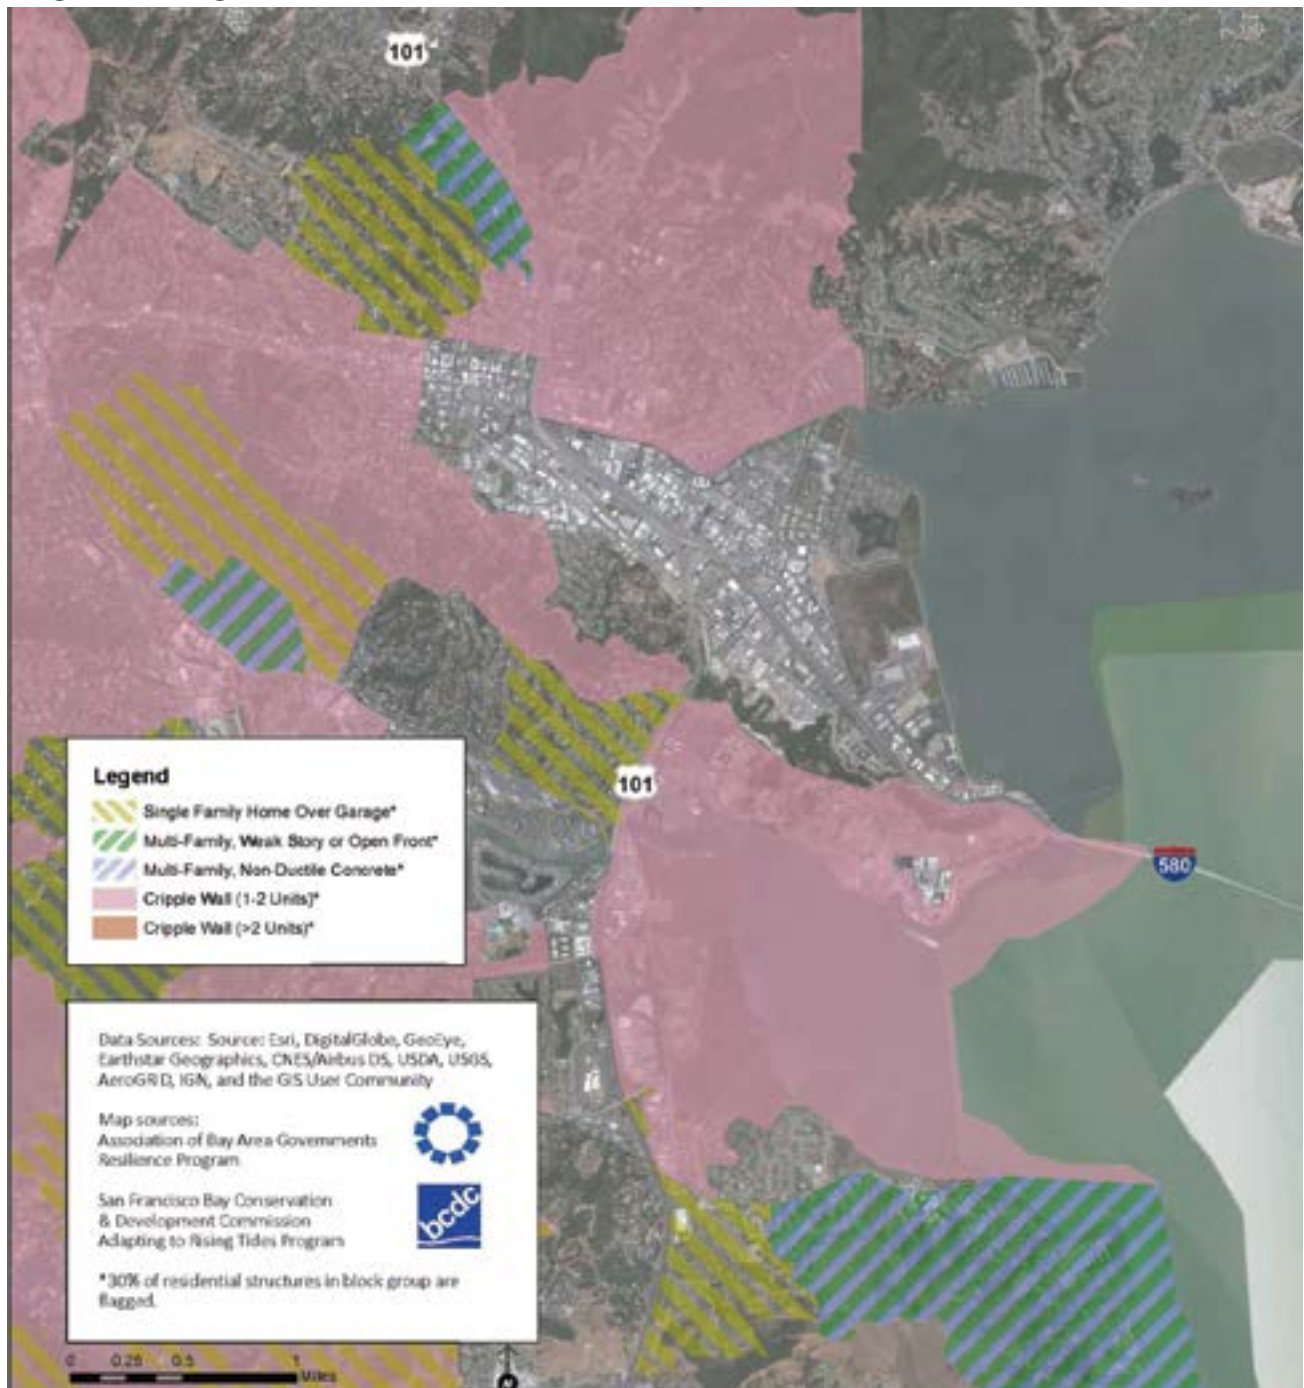 101
Legend
Single Family Home Over Garage*
Multi-Family, Weak Story or Open Front*
Multi-Family, Non-Ductile Concrete*
Cripple Wall (1-2 Units)*
Cripple Wall (>2 Units)*
101
580
Data Sources: Source: Esri, DigitalGlobe, GeoEye,
Earthstar Geographics, CNES/Airbus DS, USDA, USGS,
AeroGRID, IGN, and the GIS User Community
Map sources:
Association of Bay Area Governments
Resilience Program
San Francisco Bay Conservation
& Development Commission
Adapting to Rising Tides Program
bcdc
*30% of residential structures in block group are
flagged.
0 0.25 0.5 1
Miles
N